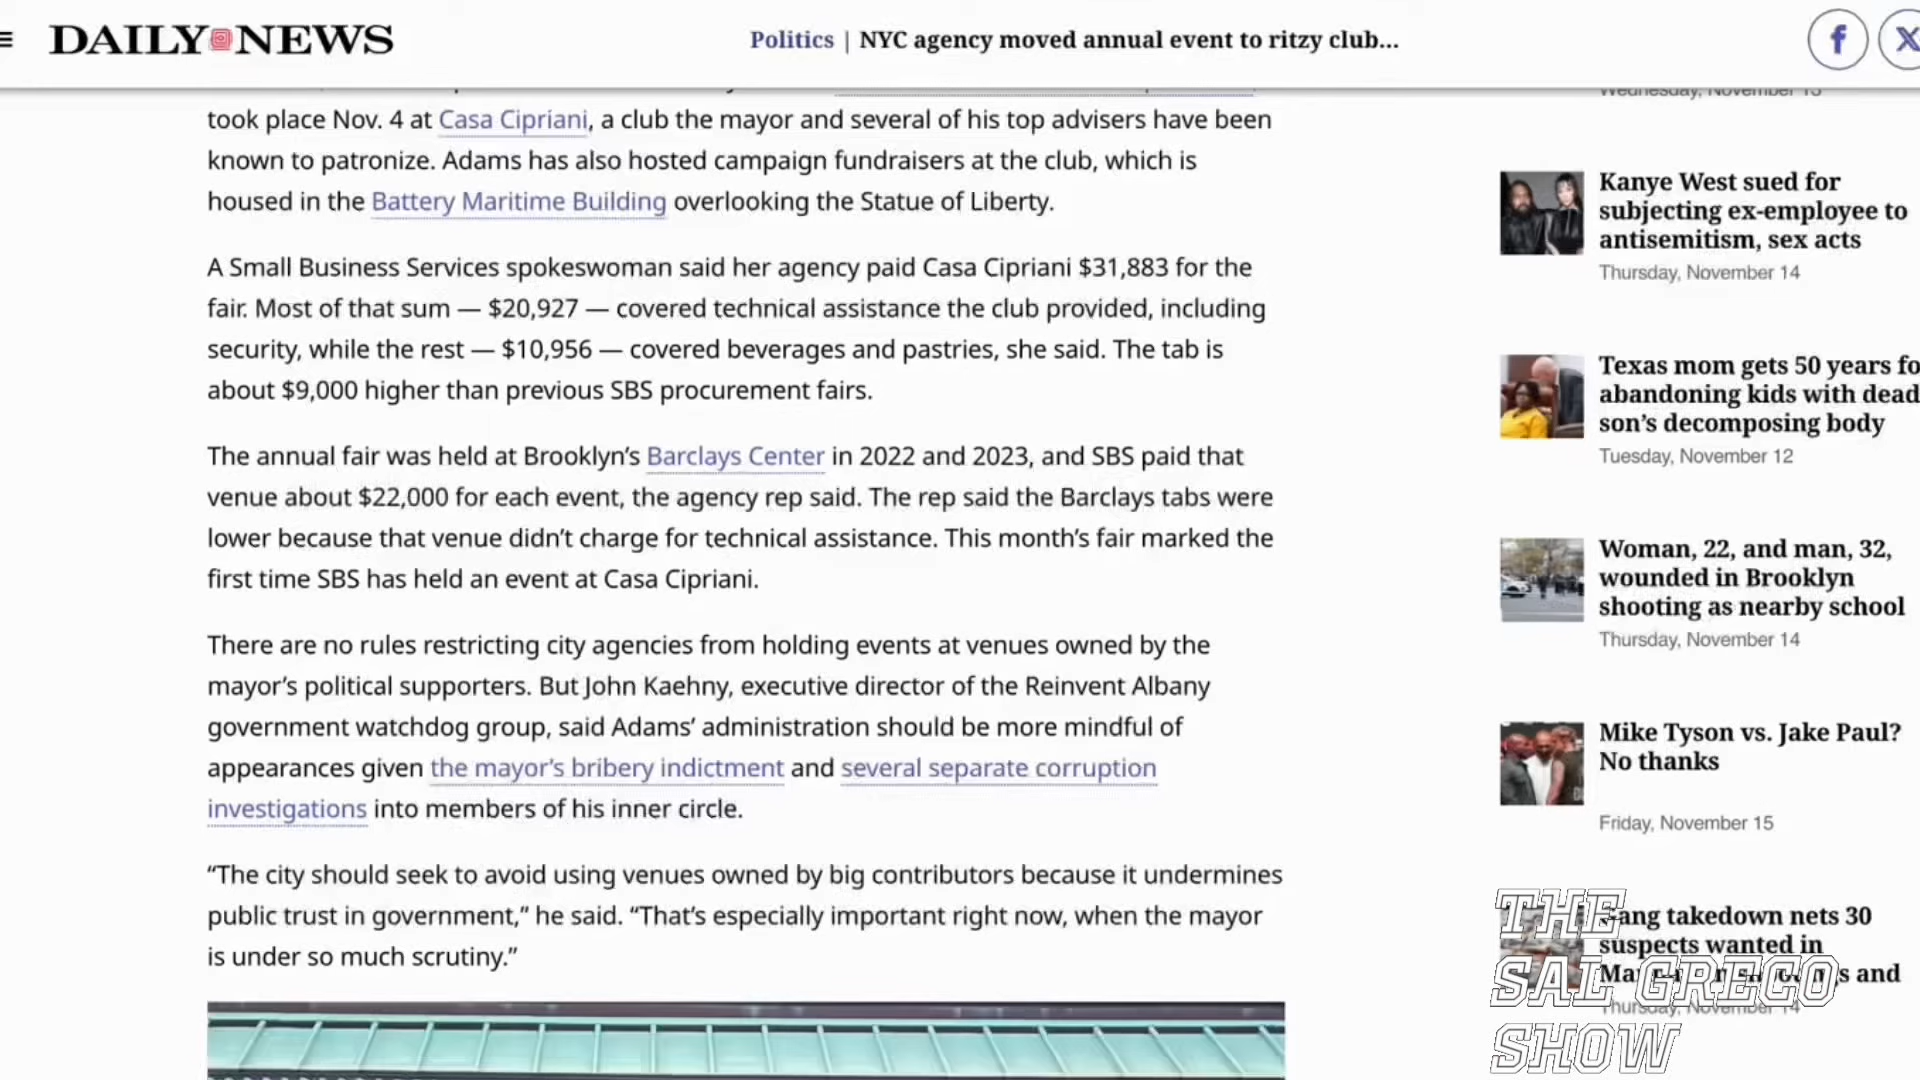 DAILY NEWS
Politics | NYC agency moved annual event to ritzy club...
took place Nov. 4 at Casa Cipriani, a club the mayor and several of his top advisers have been
known to patronize. Adams has also hosted campaign fundraisers at the club, which is
housed in the Battery Maritime Building overlooking the Statue of Liberty.
A Small Business Services spokeswoman said her agency paid Casa Cipriani $31,883 for the
fair. Most of that sum — $20,927 — covered technical assistance the club provided, including
security, while the rest — $10,956 — covered beverages and pastries, she said. The tab is
about $9,000 higher than previous SBS procurement fairs.
The annual fair was held at Brooklyn’s Barclays Center in 2022 and 2023, and SBS paid that
venue about $22,000 for each event, the agency rep said. The rep said the Barclays tabs were
lower because that venue didn’t charge for technical assistance. This month’s fair marked the
first time SBS has held an event at Casa Cipriani.
There are no rules restricting city agencies from holding events at venues owned by the
mayor’s political supporters. But John Kaehny, executive director of the Reinvent Albany
government watchdog group, said Adams’ administration should be more mindful of
appearances given the mayor’s bribery indictment and several separate corruption
investigations into members of his inner circle.
“The city should seek to avoid using venues owned by big contributors because it undermines
public trust in government,” he said. “That’s especially important right now, when the mayor
is under so much scrutiny.”
Wednesday, November 13
Kanye West sued for
subjecting ex-employee to
antisemitism, sex acts
Thursday, November 14
Texas mom gets 50 years fo
abandoning kids with dead
son’s decomposing body
Tuesday, November 12
Woman, 22, and man, 32,
wounded in Brooklyn
shooting as nearby school
Thursday, November 14
Mike Tyson vs. Jake Paul?
No thanks
Friday, November 15
Gang takedown nets 30
suspects wanted in
and
Thursday, November 14
THE
SAL GRECO
SHOW